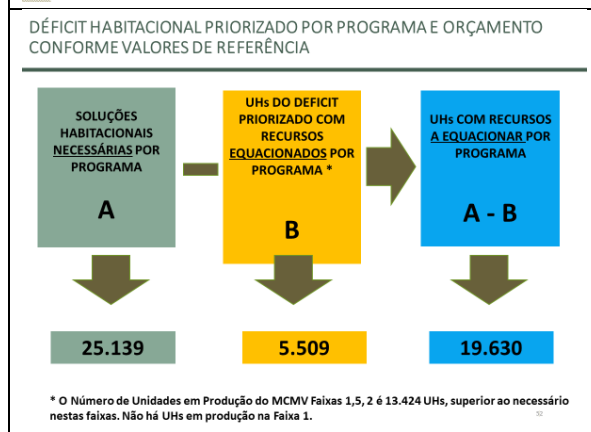 DÉFICIT HABITACIONAL PRIORIZADO POR PROGRAMA E ORÇAMENTO
CONFORME VALORES DE REFERÊNCIA
SOLUÇÕES
HABITACIONAIS
NECESSÁRIAS POR
PROGRAMA
A
UHs DO DEFICIT
PRIORIZADO COM
RECURSOS
EQUACIONADOS POR
PROGRAMA *
B
UHs COM RECURSOS
A EQUACIONAR POR
PROGRAMA
A - B
25.139
5.509
19.630
* O Número de Unidades em Produção do MCMV Faixas 1,5, 2 é 13.424 UHs, superior ao necessário
nestas faixas. Não há UHs em produção na Faixa 1.
52